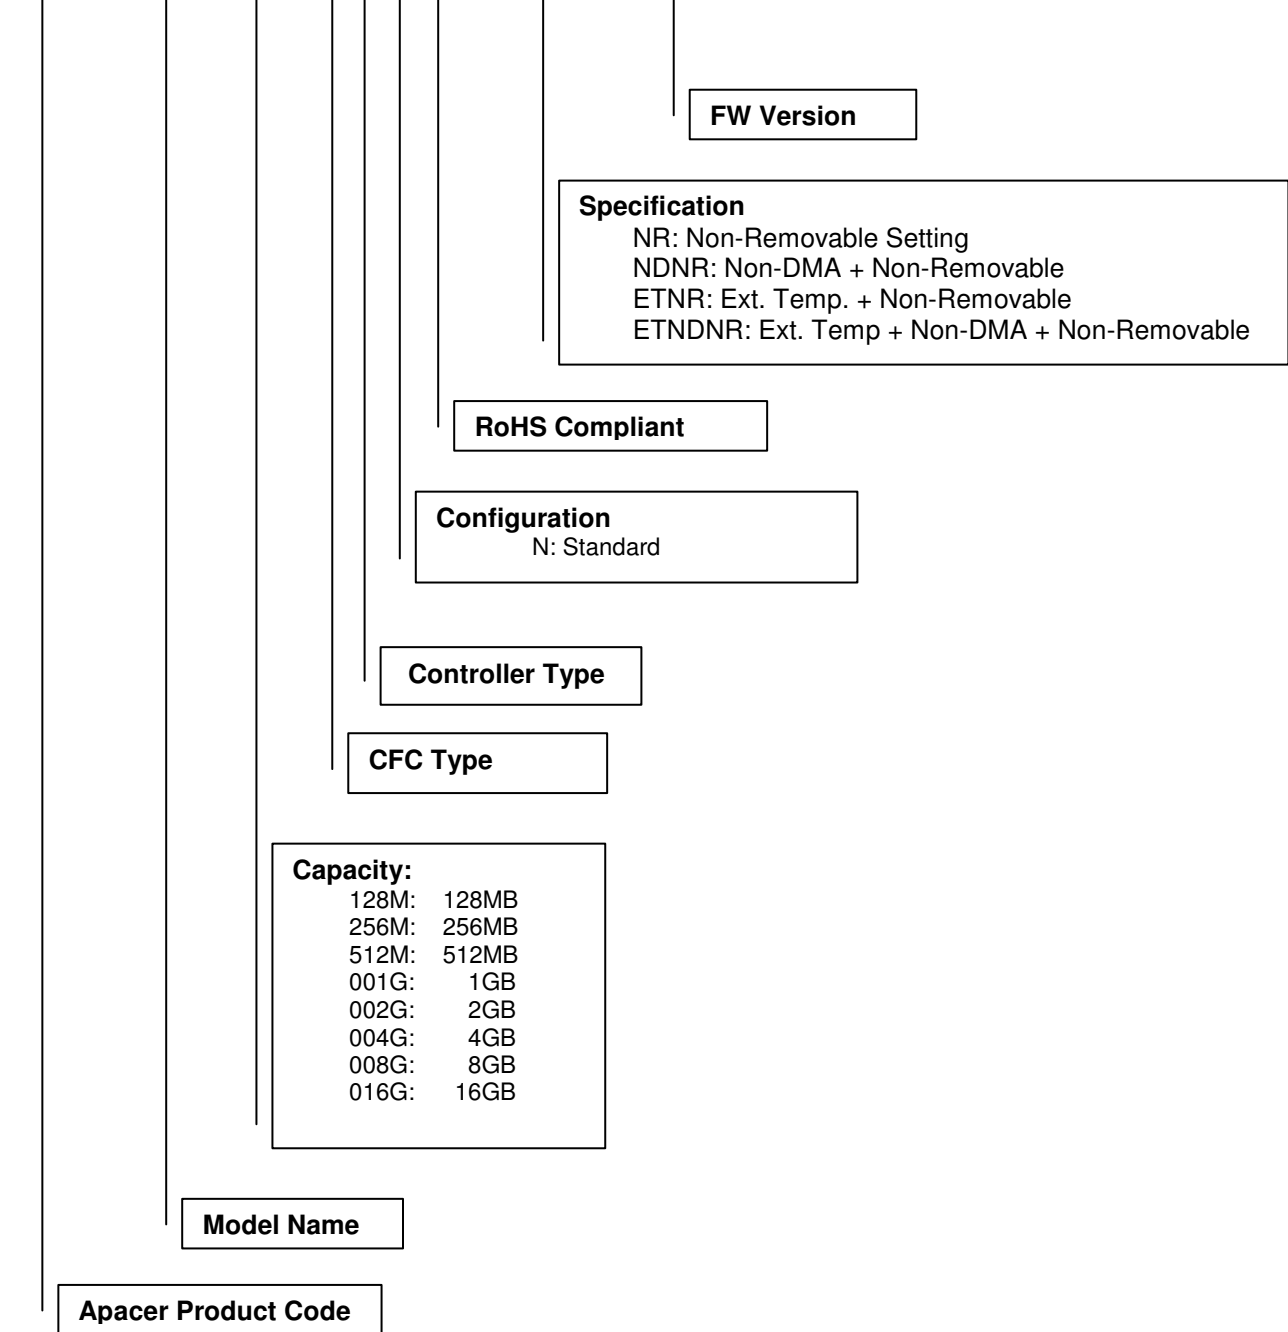 FW Version
Specification
NR: Non-Removable Setting
NDNR: Non-DMA + Non-Removable
ETNR: Ext. Temp. + Non-Removable
ETNDNR: Ext. Temp + Non-DMA + Non-Removable
RoHS Compliant
Configuration
N: Standard
Controller Type
CFC Type
Capacity:
128M: 128MB
256M: 256MB
512M: 512MB
001G: 1GB
002G: 2GB
004G: 4GB
008G: 8GB
016G: 16GB
Model Name
Apacer Product Code